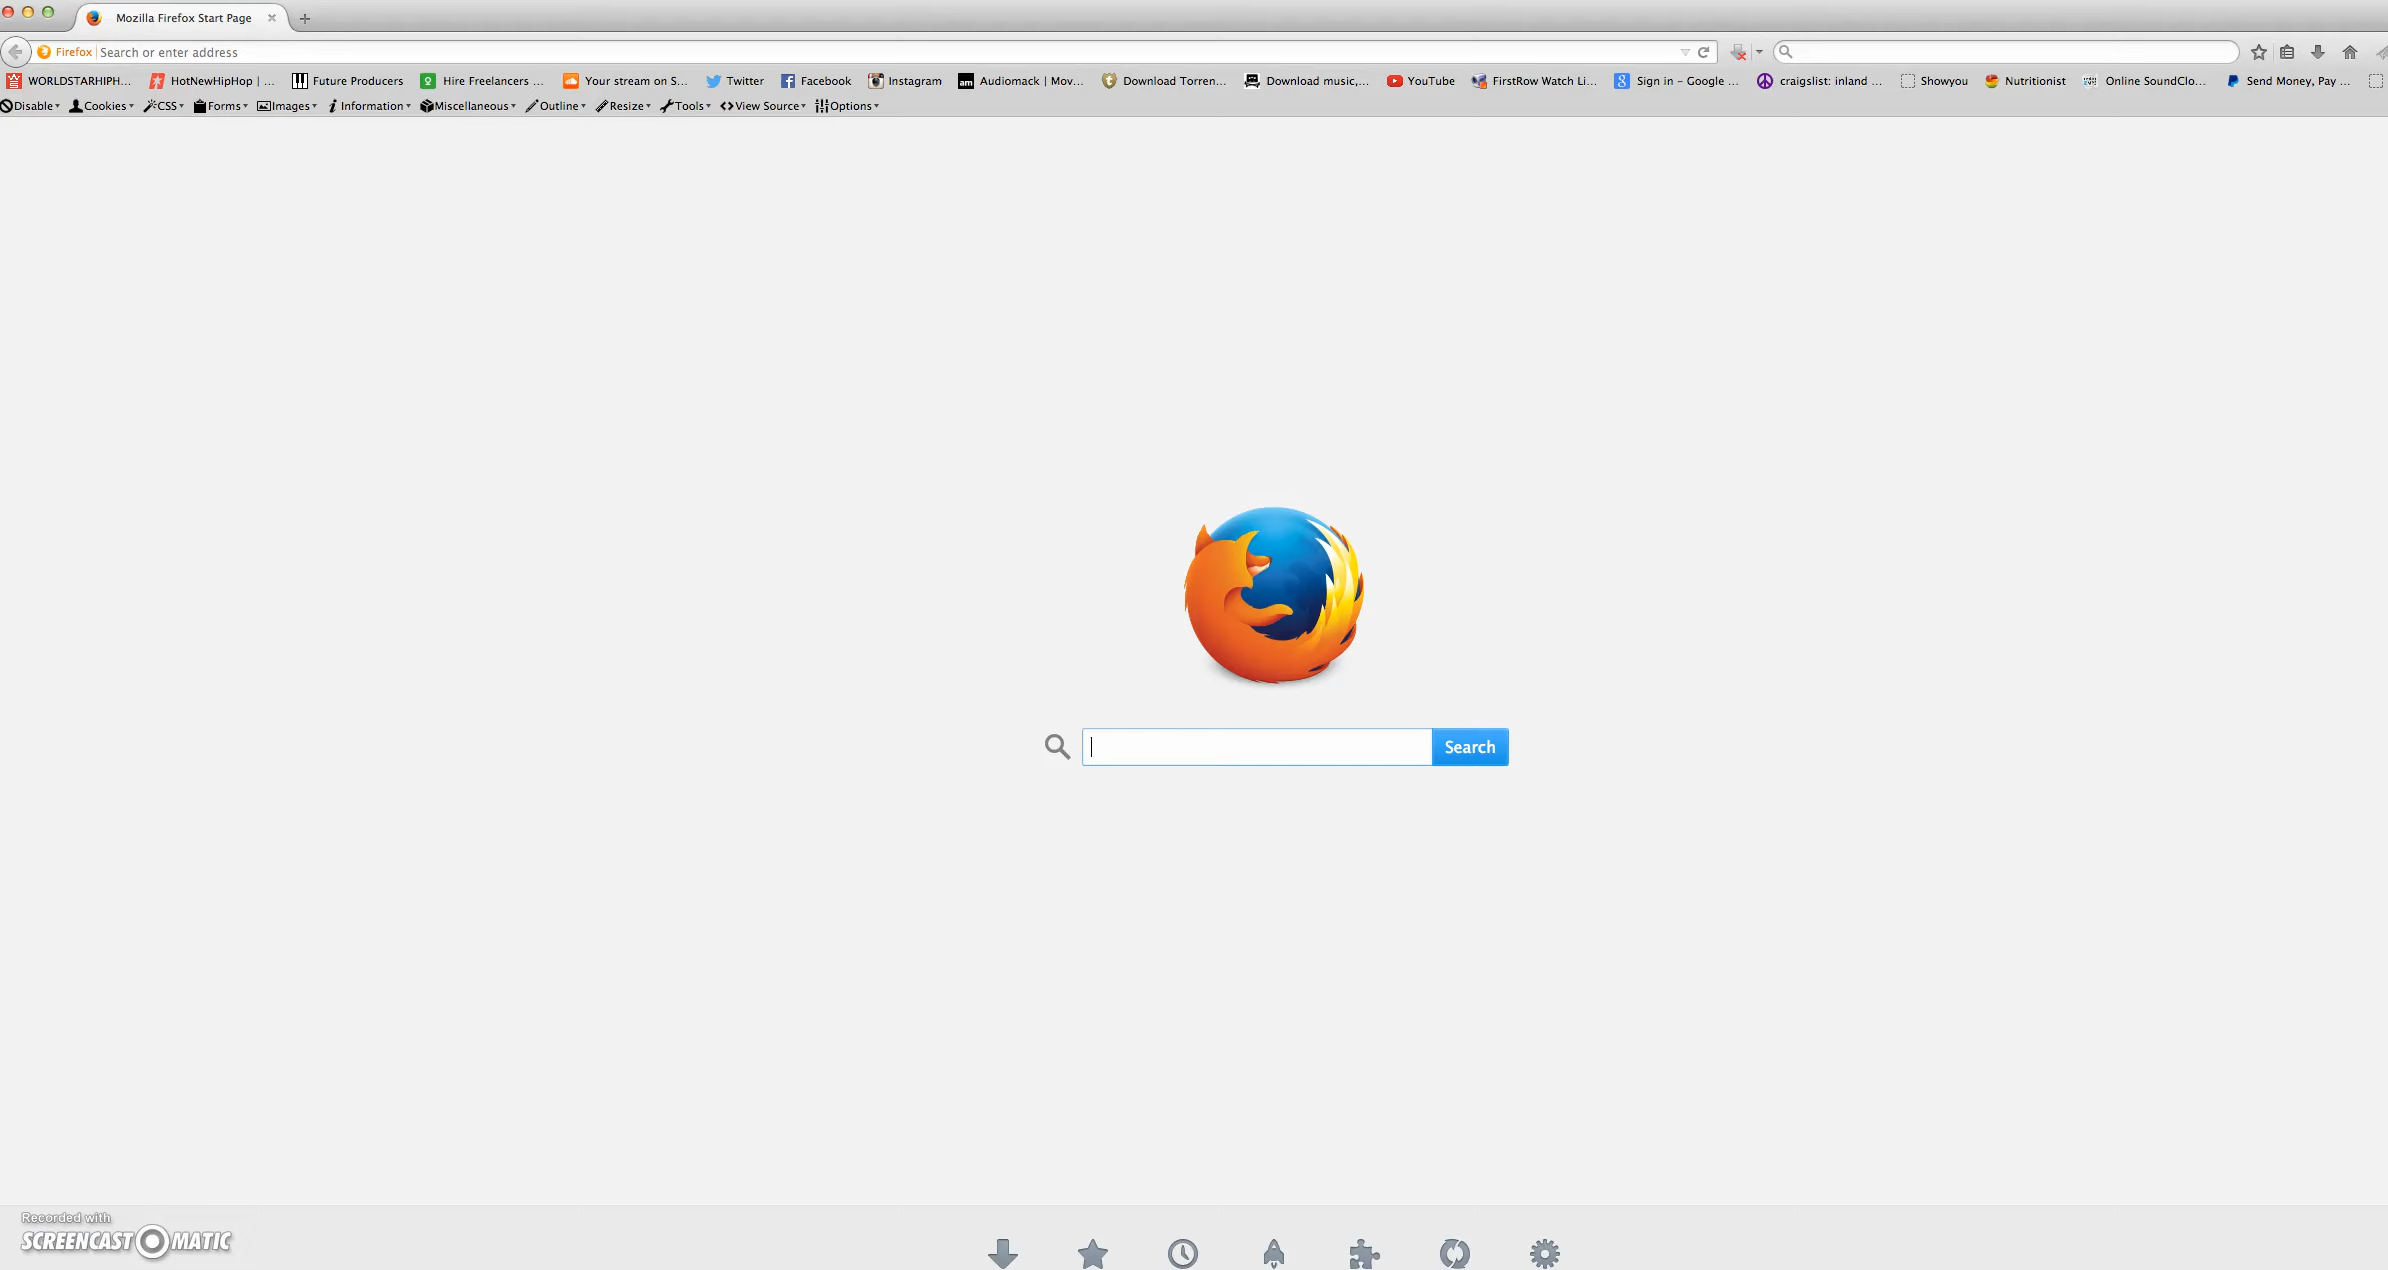 Mozilla Firefox Start Page
Firefox Search or enter address
WORLDSTARHIPH... HotNewHipHop | ... Future Producers Hire Freelancers ... Your stream on S... Twitter Facebook Instagram am Audiomack | Mov... Download Torren... Download music,... YouTube FirstRow Watch Li... 8 Sign in – Google ... craigslist: inland ... Showyou Nutritionist Online SoundClo... Send Money, Pay ...
Disable Cookies CSS Forms Images Information Miscellaneous Outline Resize Tools View Source Options
Search
Recorded with
SCREENCAST O MATIC